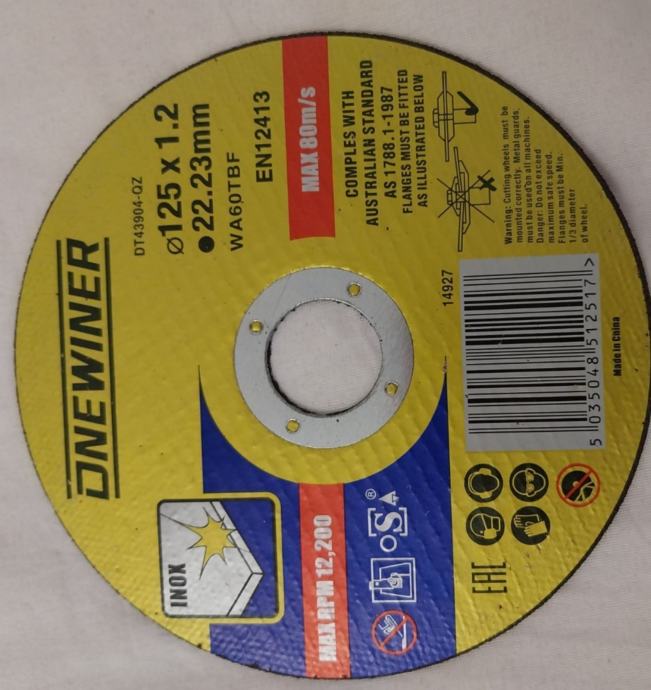 ONEWINER
DT43904-QZ
Ø125 x 1.2
●22.23mm
WA60TBF
EN12413
MAX 80m/s
COMPLES WITH
AUSTRALIAN STANDARD
AS 1788.1-1987
FLANGES MUST BE FITTED
AS ILLUSTRATED BELOW
Warning: Cutting wheels must be
mounted correctly. Metal guards.
must be used on all machines.
Danger: Do not exceed
maximum safe speed.
Flanges must be Min.
1/3 diameter
of wheel.
INOX
MAX RPM 12,200
oSA®
EAC
14927
5 035048 512517 >
Made in China